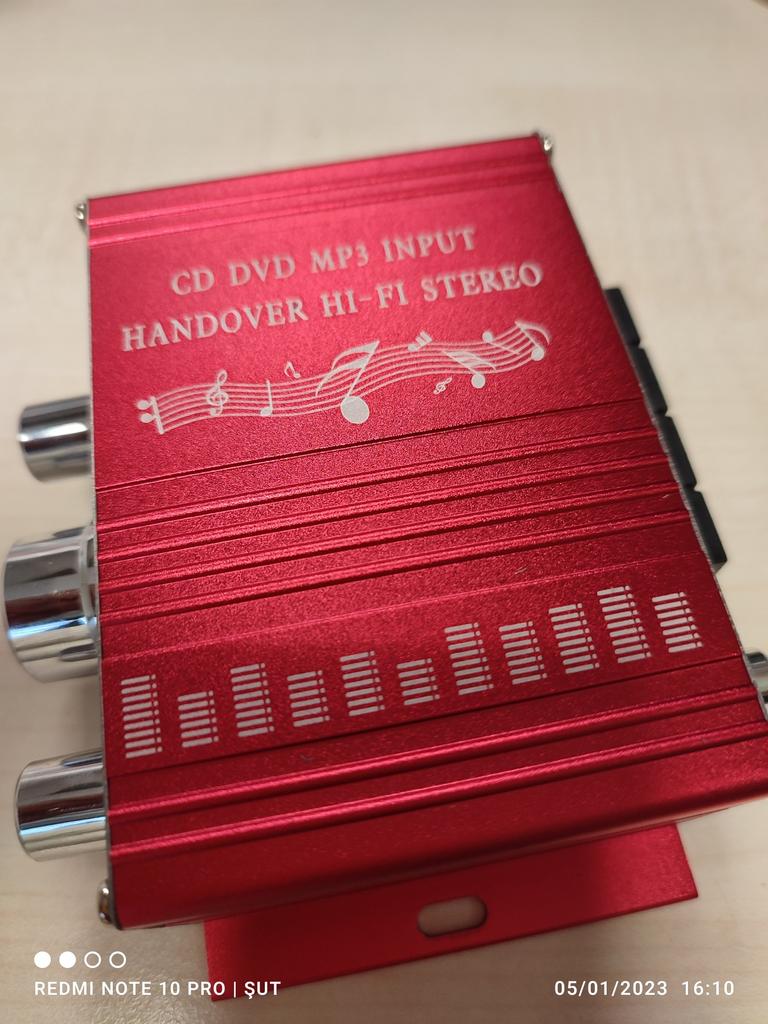 CD DVD MP3 INPUT
HANDOVER HI-FI STEREO
REDMI NOTE 10 PRO | ŞUT
05/01/2023 16:10